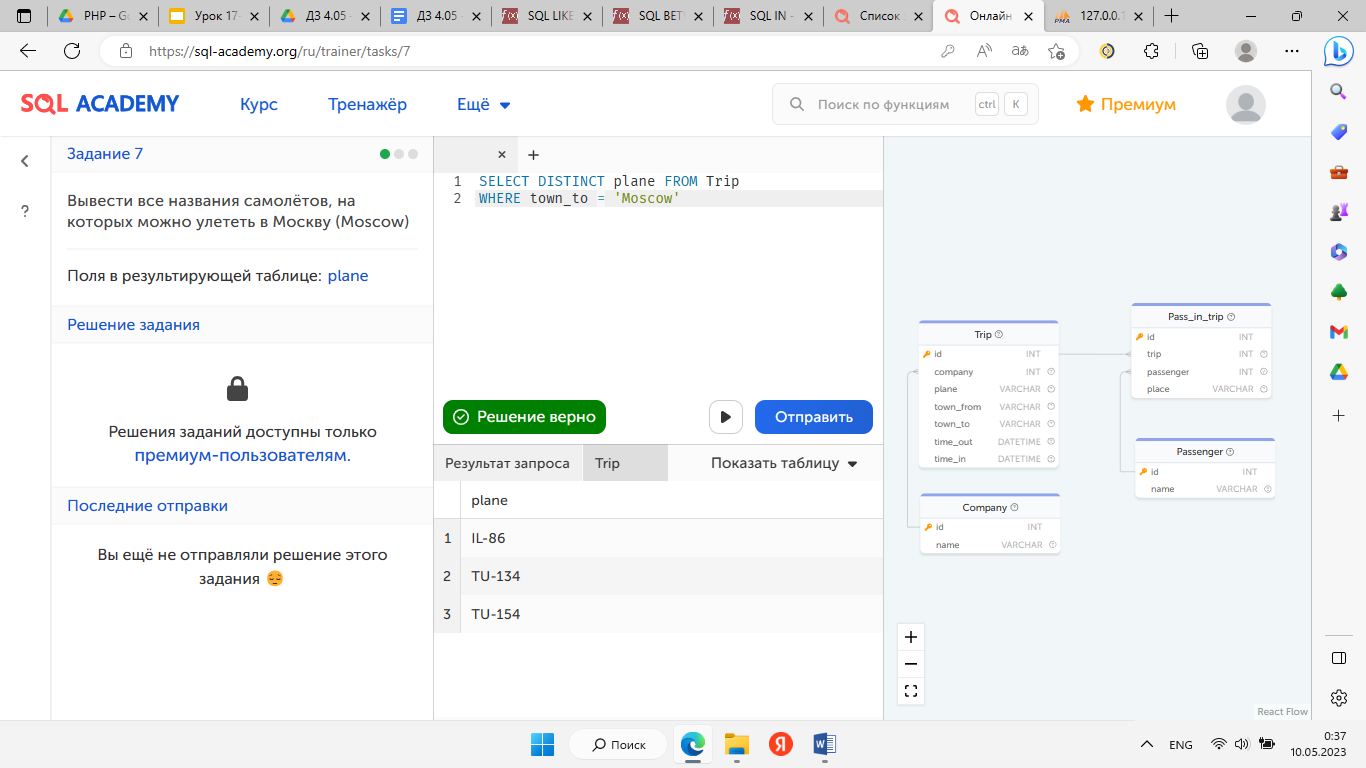 PHP – Go
Урок 17-
ДЗ 4.05 -
ДЗ 4.05 -
SQL LIKE
SQL BET
SQL IN -
Список
Онлайн
127.0.0.1
https://sql-academy.org/ru/trainer/tasks/7
SQL ACADEMY
Курс
Тренажёр
Ещё
Поиск по функциям
ctrl
K
Премиум
Задание 7
Вывести все названия самолётов, на
которых можно улететь в Москву (Moscow)
Поля в результирующей таблице: plane
Решение задания
Решения заданий доступны только
премиум-пользователям.
Последние отправки
Вы ещё не отправляли решение этого
задания
1 SELECT DISTINCT plane FROM Trip
2 WHERE town_to = 'Moscow'
Решение верно
Отправить
Результат запроса
Trip
Показать таблицу
plane
1 IL-86
2 TU-134
3 TU-154
Trip
id INT
company INT
plane VARCHAR
town_from VARCHAR
town_to VARCHAR
time_out DATETIME
time_in DATETIME
Company
id INT
name VARCHAR
Pass_in_trip
id INT
trip INT
passenger INT
place VARCHAR
Passenger
id INT
name VARCHAR
React Flow
Поиск
ENG
0:37
10.05.2023